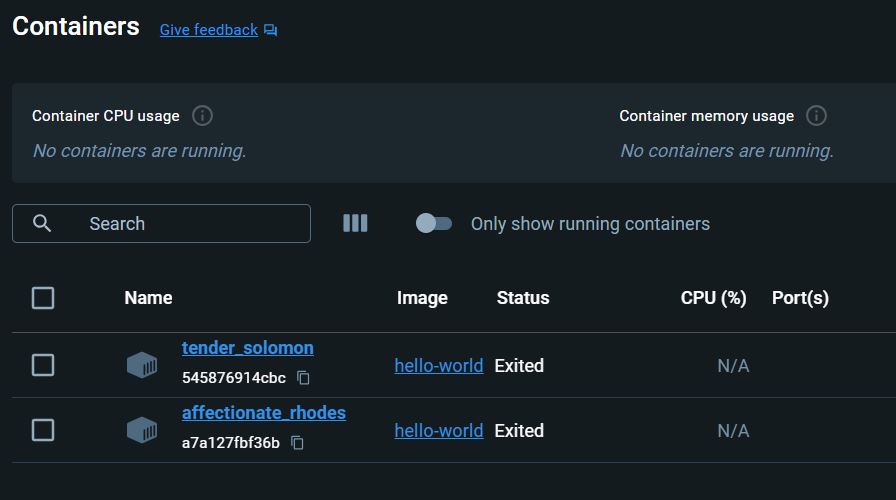 Containers Give feedback
Container CPU usage Container memory usage
No containers are running. No containers are running.
Search Only show running containers
Name Image Status CPU (%) Port(s)
tender_solomon
545876914cbc
hello-world Exited N/A
affectionate_rhodes
a7a127fbf36b
hello-world Exited N/A